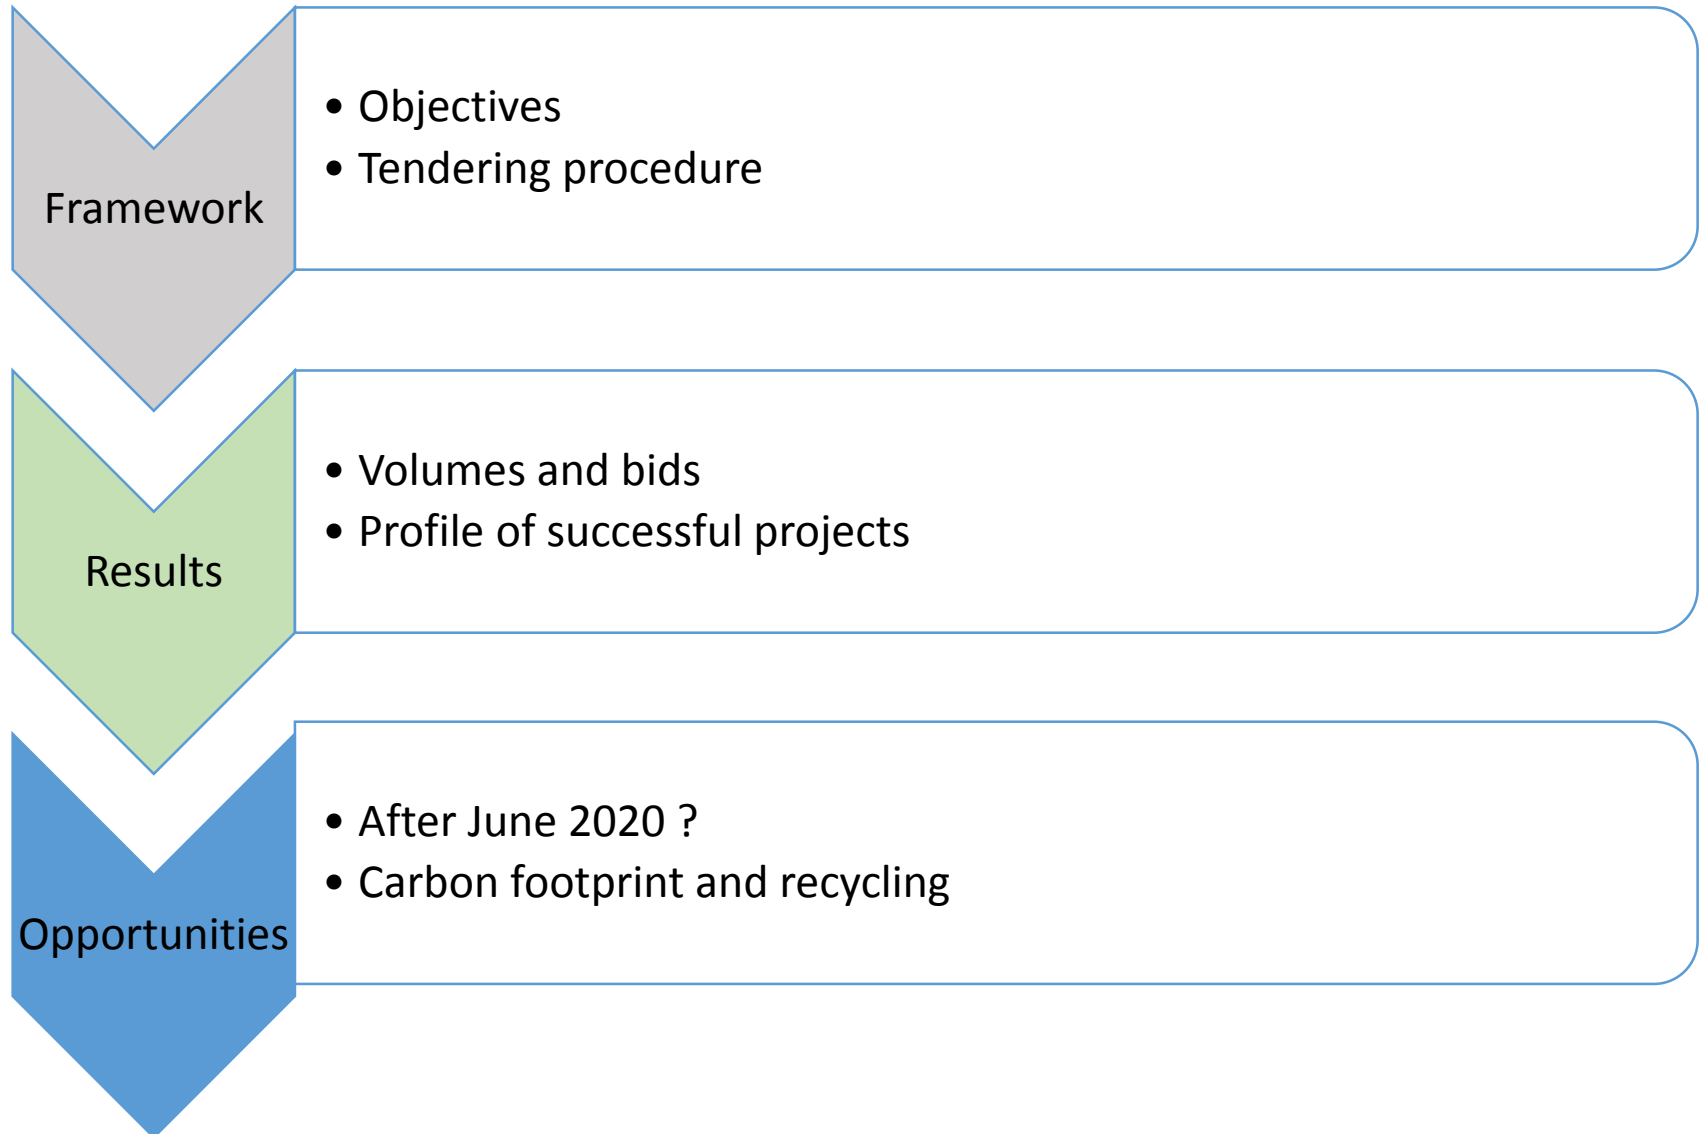 Framework
• Objectives
• Tendering procedure
Results
• Volumes and bids
• Profile of successful projects
Opportunities
• After June 2020 ?
• Carbon footprint and recycling